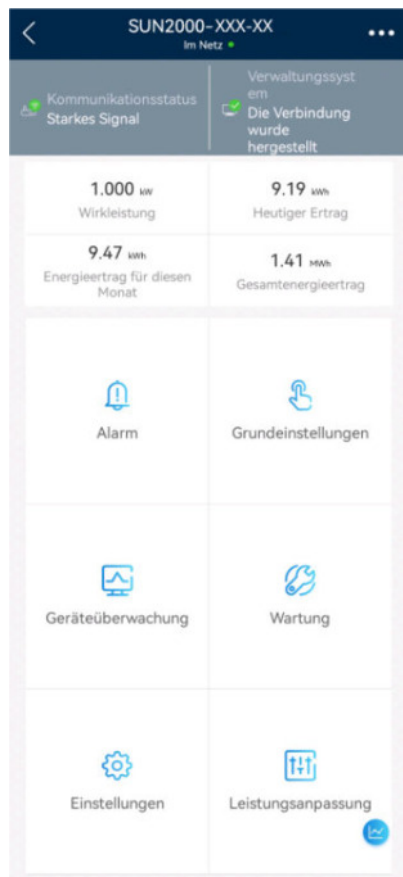 SUN2000-XXX-XX
Im Netz
Kommunikationsstatus
Starkes Signal
Verwaltungssyst
em
Die Verbindung
wurde
hergestellt
1.000 kW
Wirkleistung
9.19 kWh
Heutiger Ertrag
9.47 kWh
Energieertrag für diesen
Monat
1.41 MWh
Gesamtenergieertrag
Alarm
Grundeinstellungen
Geräteüberwachung
Wartung
Einstellungen
Leistungsanpassung